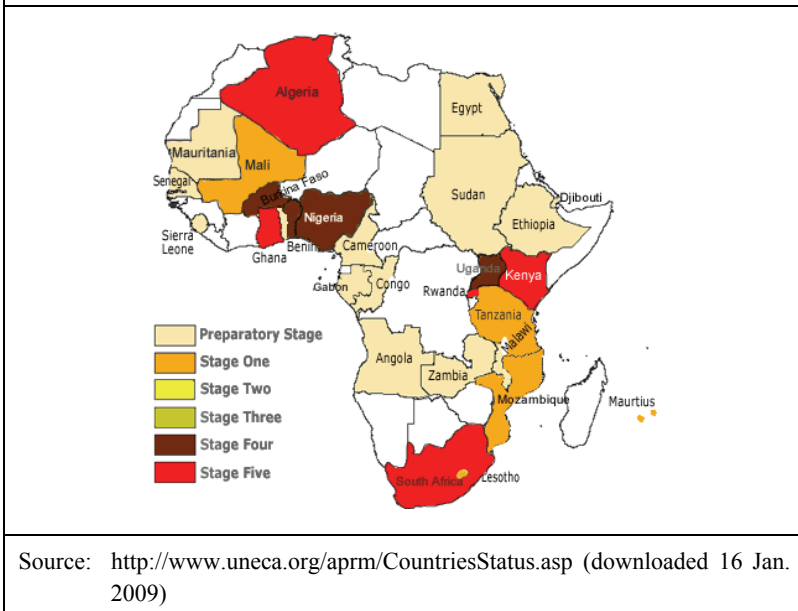 Algeria
Egypt
Mauritania
Mali
Senegal
Burkina Faso
Sudan
Djibouti
Nigeria
Ethiopia
Sierra
Leone
Benin
Cameroon
Ghana
Uganda
Kenya
Gabon
Congo
Rwanda
Tanzania
Preparatory Stage
Malawi
Stage One
Angola
Zambia
Stage Two
Mozambique
Maurtius
Stage Three
Stage Four
Stage Five
South Africa
Lesotho
Source: http://www.uneca.org/aprm/CountriesStatus.asp (downloaded 16 Jan.
2009)